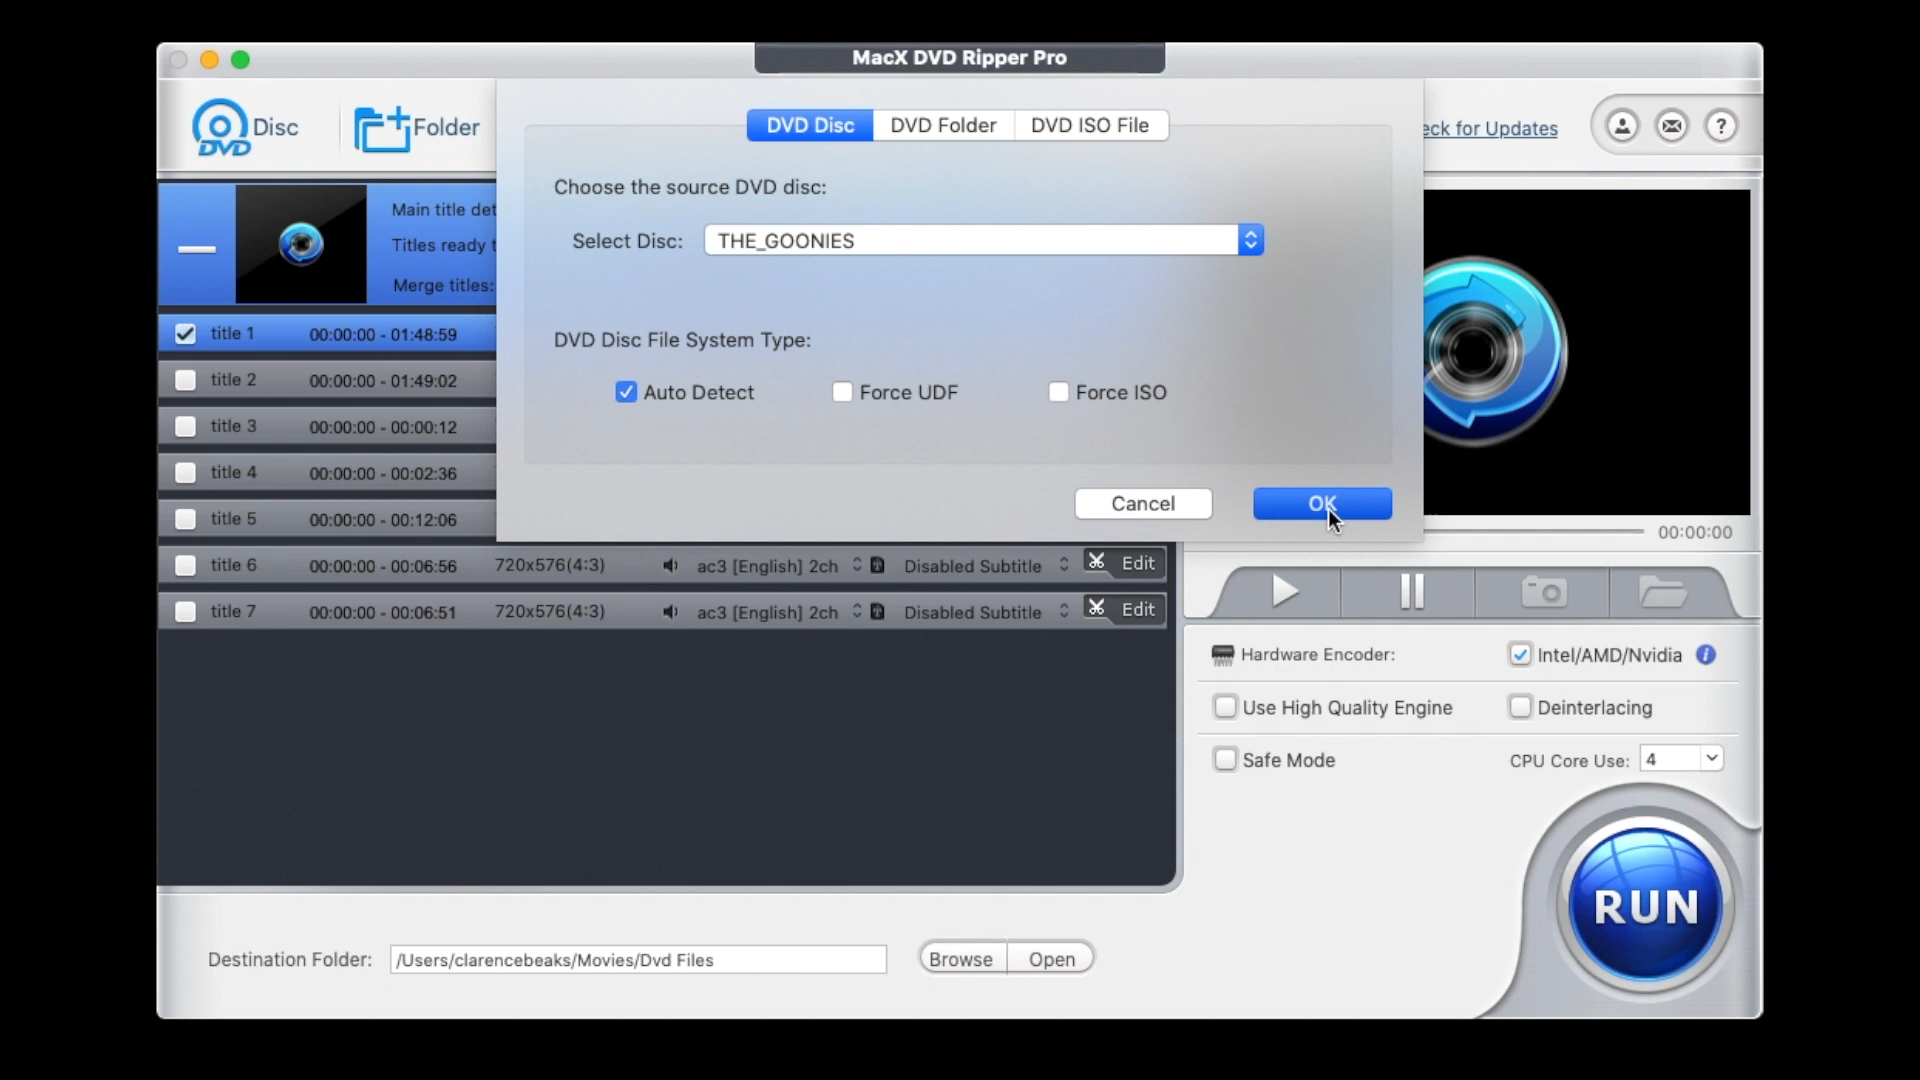 MacX DVD Ripper Pro
DVD
Disc
Folder
DVD Disc
DVD Folder
DVD ISO File
eck for Updates
?
Choose the source DVD disc:
Select Disc: THE_GOONIES
DVD Disc File System Type:
Auto Detect
Force UDF
Force ISO
Cancel
OK
Main title det
Titles ready t
Merge titles:
title 1 00:00:00 - 01:48:59
title 2 00:00:00 - 01:49:02
title 3 00:00:00 - 00:00:12
title 4 00:00:00 - 00:02:36
title 5 00:00:00 - 00:12:06
title 6 00:00:00 - 00:06:56 720x576(4:3) ac3 [English] 2ch Disabled Subtitle Edit
title 7 00:00:00 - 00:06:51 720x576(4:3) ac3 [English] 2ch Disabled Subtitle Edit
00:00:00
Hardware Encoder: Intel/AMD/Nvidia i
Use High Quality Engine Deinterlacing
Safe Mode CPU Core Use: 4
RUN
Destination Folder: /Users/clarencebeaks/Movies/Dvd Files Browse Open